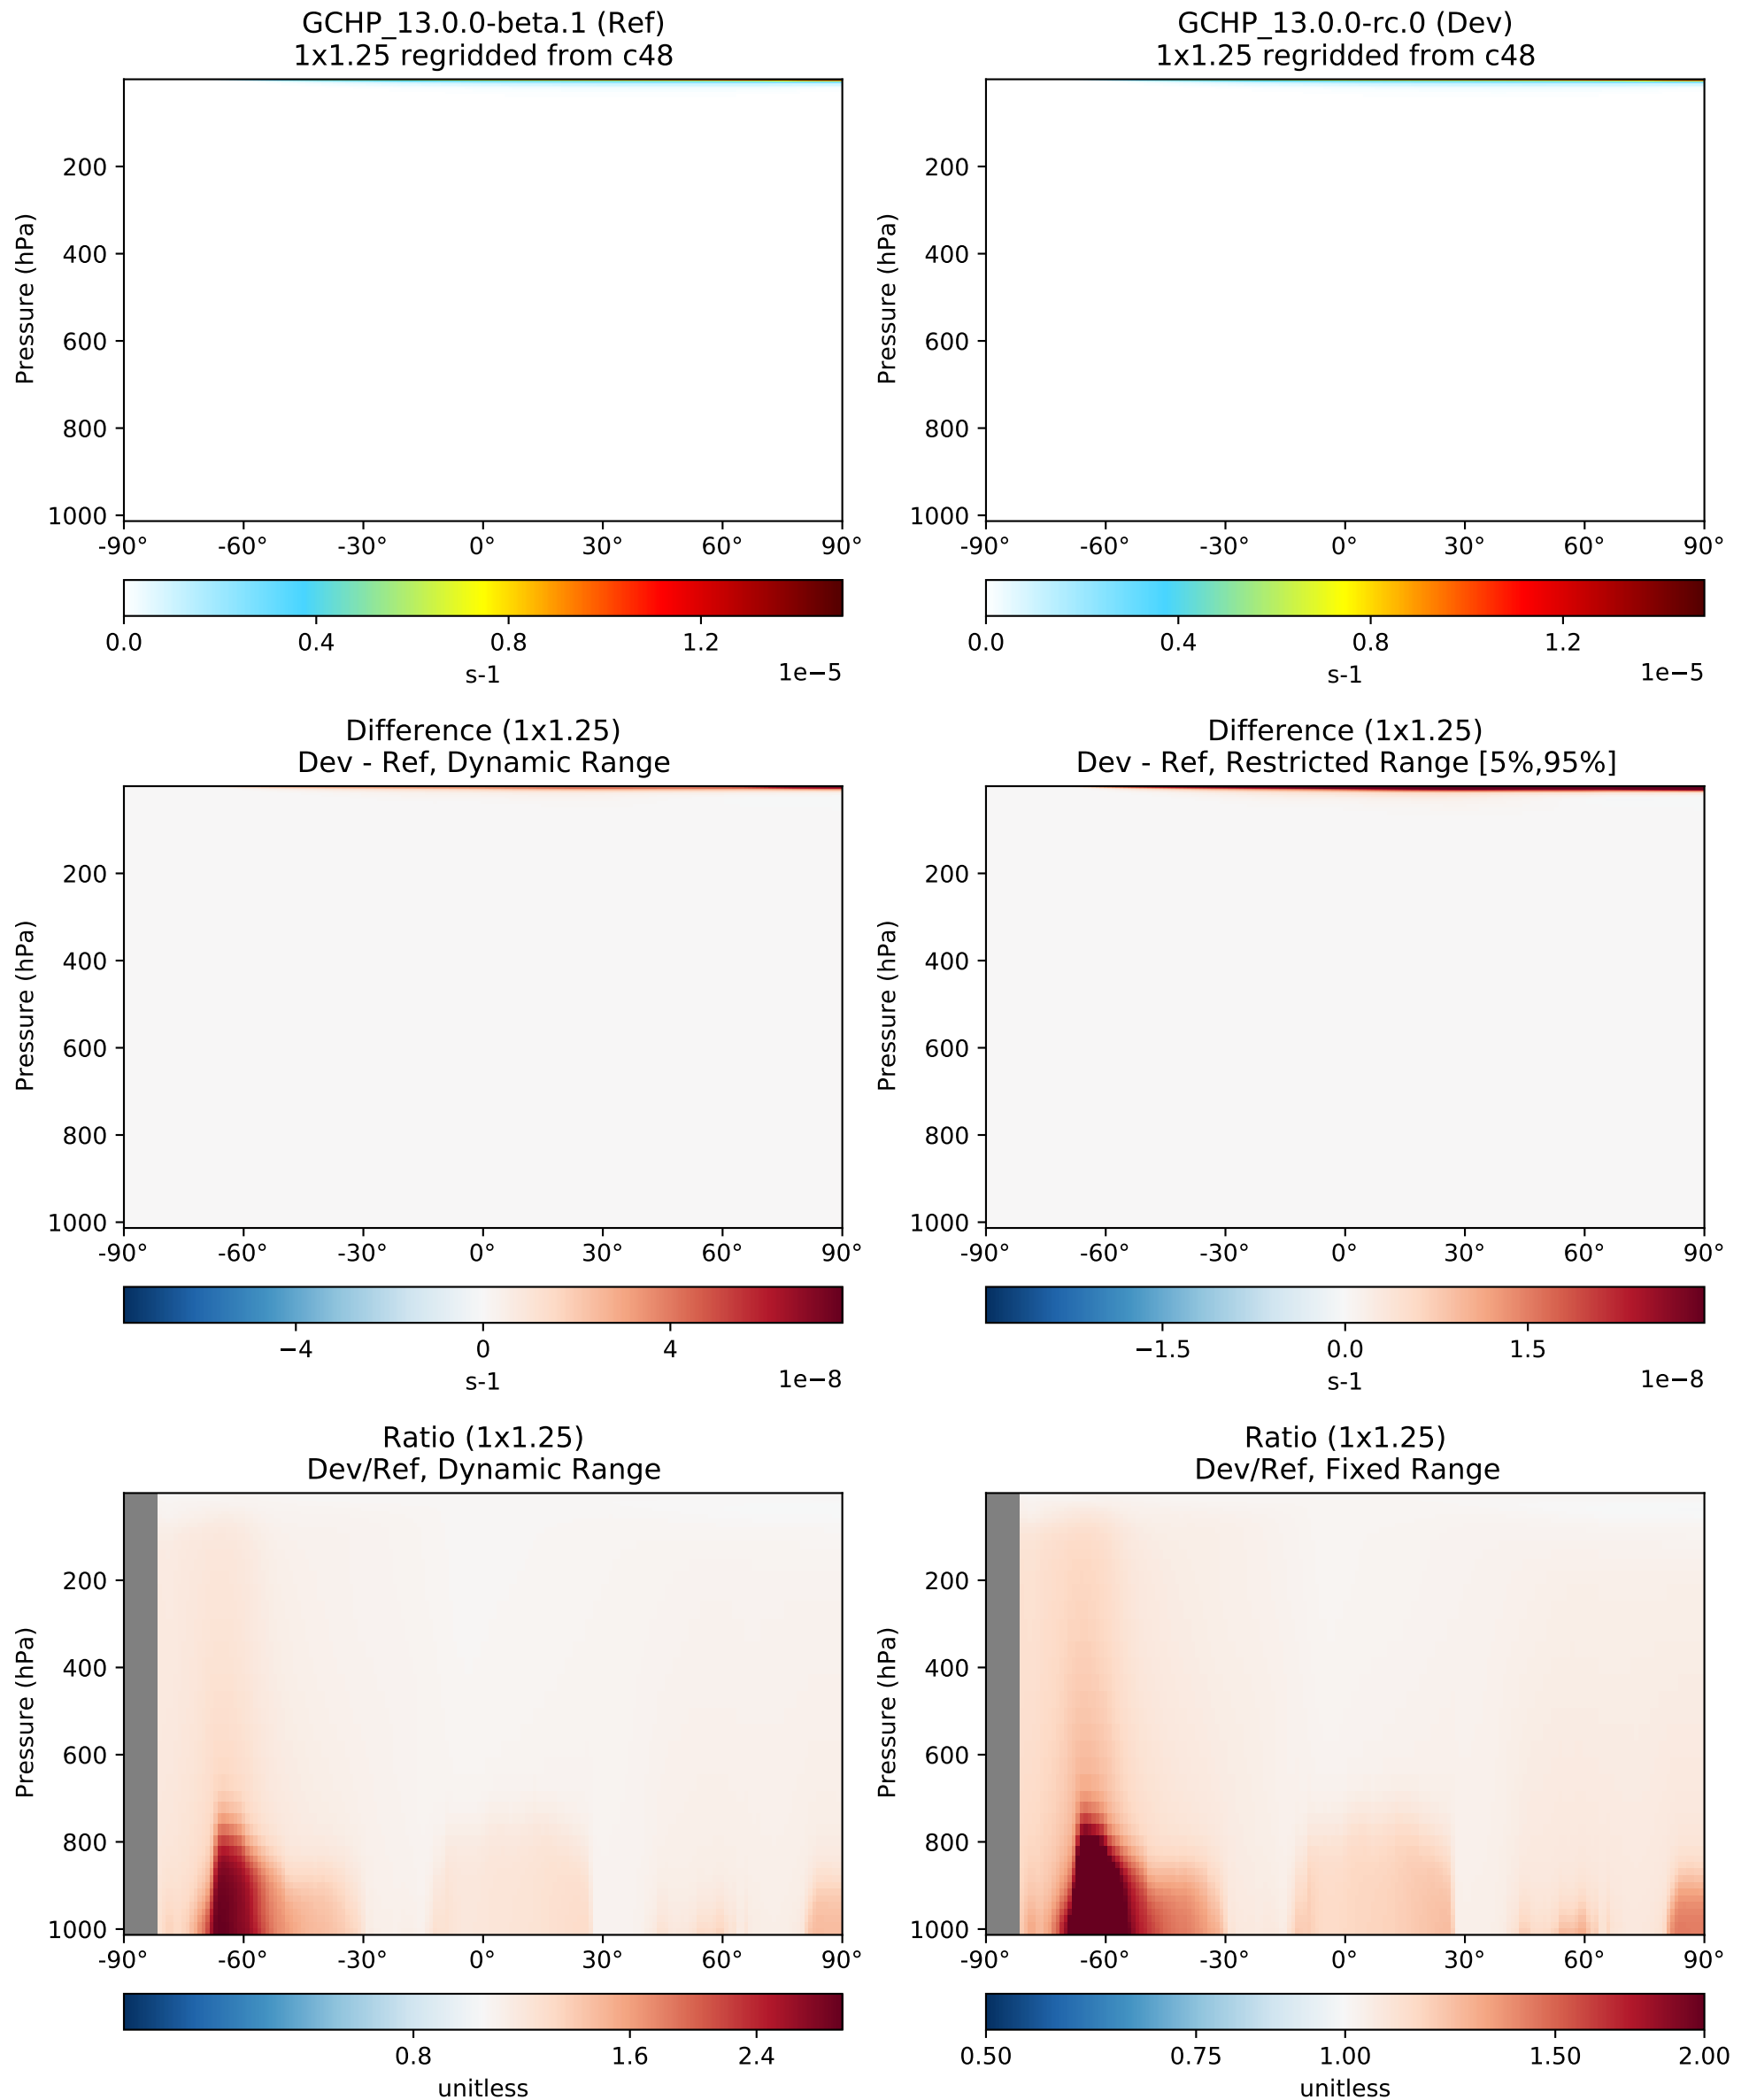 GCHP_13.0.0-beta.1 (Ref)
1x1.25 regridded from c48
Pressure (hPa)
200
400
600
800
1000
-90° -60° -30° 0° 30° 60° 90°
0.0 0.4 0.8 1.2
s-1 1e−5
GCHP_13.0.0-rc.0 (Dev)
1x1.25 regridded from c48
Pressure (hPa)
200
400
600
800
1000
-90° -60° -30° 0° 30° 60° 90°
0.0 0.4 0.8 1.2
s-1 1e−5
Difference (1x1.25)
Dev - Ref, Dynamic Range
Pressure (hPa)
200
400
600
800
1000
-90° -60° -30° 0° 30° 60° 90°
−4 0 4
s-1 1e−8
Difference (1x1.25)
Dev - Ref, Restricted Range [5%,95%]
Pressure (hPa)
200
400
600
800
1000
-90° -60° -30° 0° 30° 60° 90°
−1.5 0.0 1.5
s-1 1e−8
Ratio (1x1.25)
Dev/Ref, Dynamic Range
Pressure (hPa)
200
400
600
800
1000
-90° -60° -30° 0° 30° 60° 90°
0.8 1.6 2.4
unitless
Ratio (1x1.25)
Dev/Ref, Fixed Range
Pressure (hPa)
200
400
600
800
1000
-90° -60° -30° 0° 30° 60° 90°
0.50 0.75 1.00 1.50 2.00
unitless